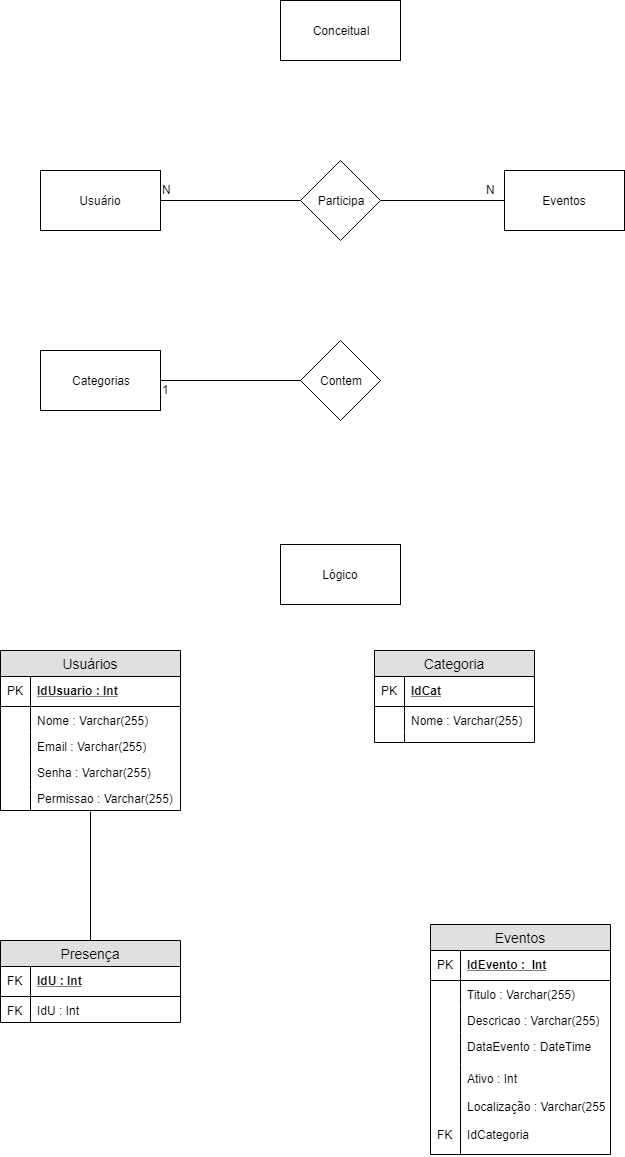 Conceitual
N
N
Usuário
Participa
Eventos
Categorias
Contem
1
Lógico
Usuários
PK IdUsuario : Int
Nome : Varchar(255)
Email : Varchar(255)
Senha : Varchar(255)
Permissao : Varchar(255)
Categoria
PK IdCat
Nome : Varchar(255)
Presença
FK IdU : Int
FK IdU : Int
Eventos
PK IdEvento :  Int
Titulo : Varchar(255)
Descricao : Varchar(255)
DataEvento : DateTime
Ativo : Int
Localização : Varchar(255
FK IdCategoria